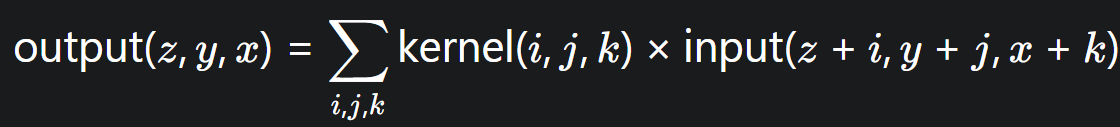 output(z, y, x) = ∑ kernel(i, j, k) × input(z + i, y + j, x + k)
i,j,k